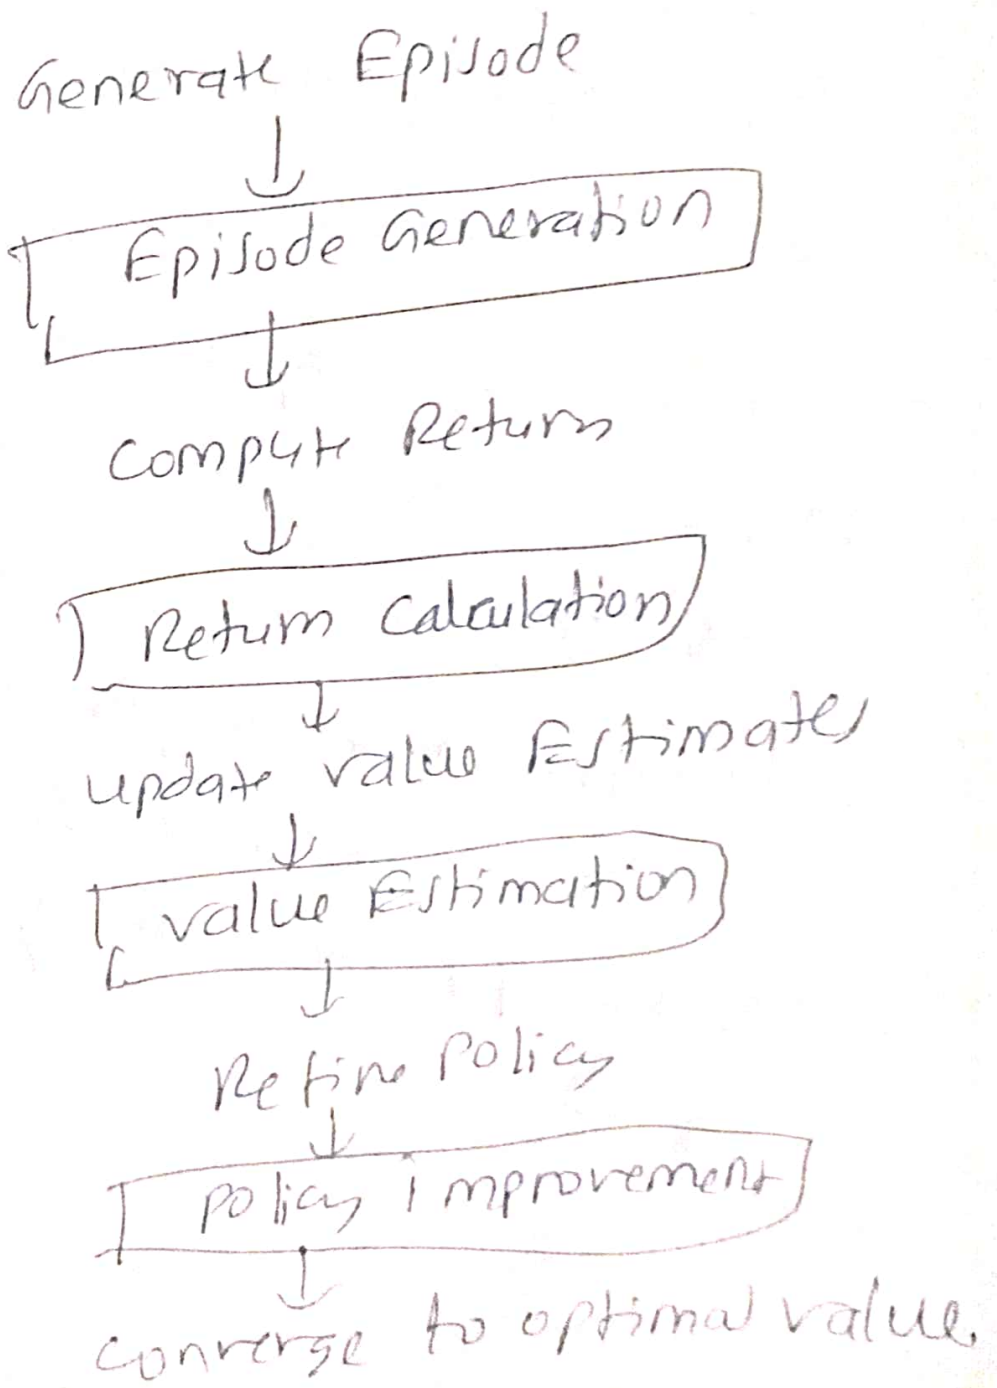 Generate Episode
Episode Generation
Compute Return
Return Calculation
update value Estimates
value Estimation
Refine Policy
Policy Improvement
converge to optimal value.